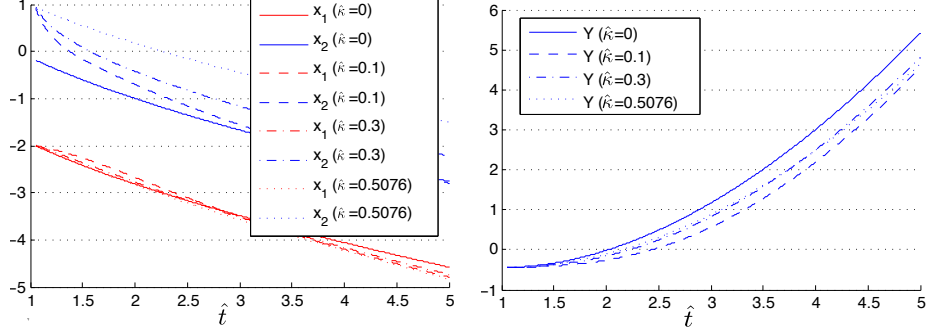 x1 (κ̂=0)
x2 (κ̂=0)
x1 (κ̂=0.1)
x2 (κ̂=0.1)
x1 (κ̂=0.3)
x2 (κ̂=0.3)
x1 (κ̂=0.5076)
x2 (κ̂=0.5076)
1
0
−1
−2
−3
−4
−5
1 1.5 2 2.5 3 3.5 4 4.5 5
t̂
Y (κ̂=0)
Y (κ̂=0.1)
Y (κ̂=0.3)
Y (κ̂=0.5076)
6
5
4
3
2
1
0
−1
1 1.5 2 2.5 3 3.5 4 4.5 5
t̂